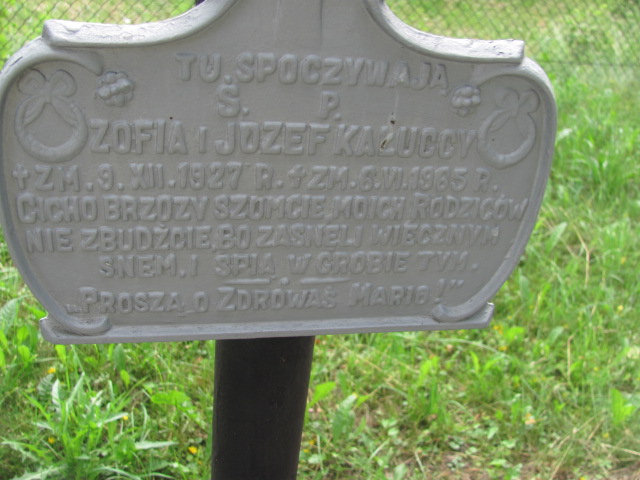 TU SPOCZYWAJĄ
Ś. P.
ZOFIA I JÓZEF KAŁUCCY
✝ ZM. 9. XII. 1927 R. ✝ ZM. 6. VI. 1965 R.
CICHO BRZOZY SZUMCIE, MOICH RODZICÓW
NIE ZBUDŹCIE, BO ZASNELI WIECZNYM
SNEM, I ŚPIĄ W GROBIE TYM.
„PROSZĄ O ZDROWAŚ MARIO!"